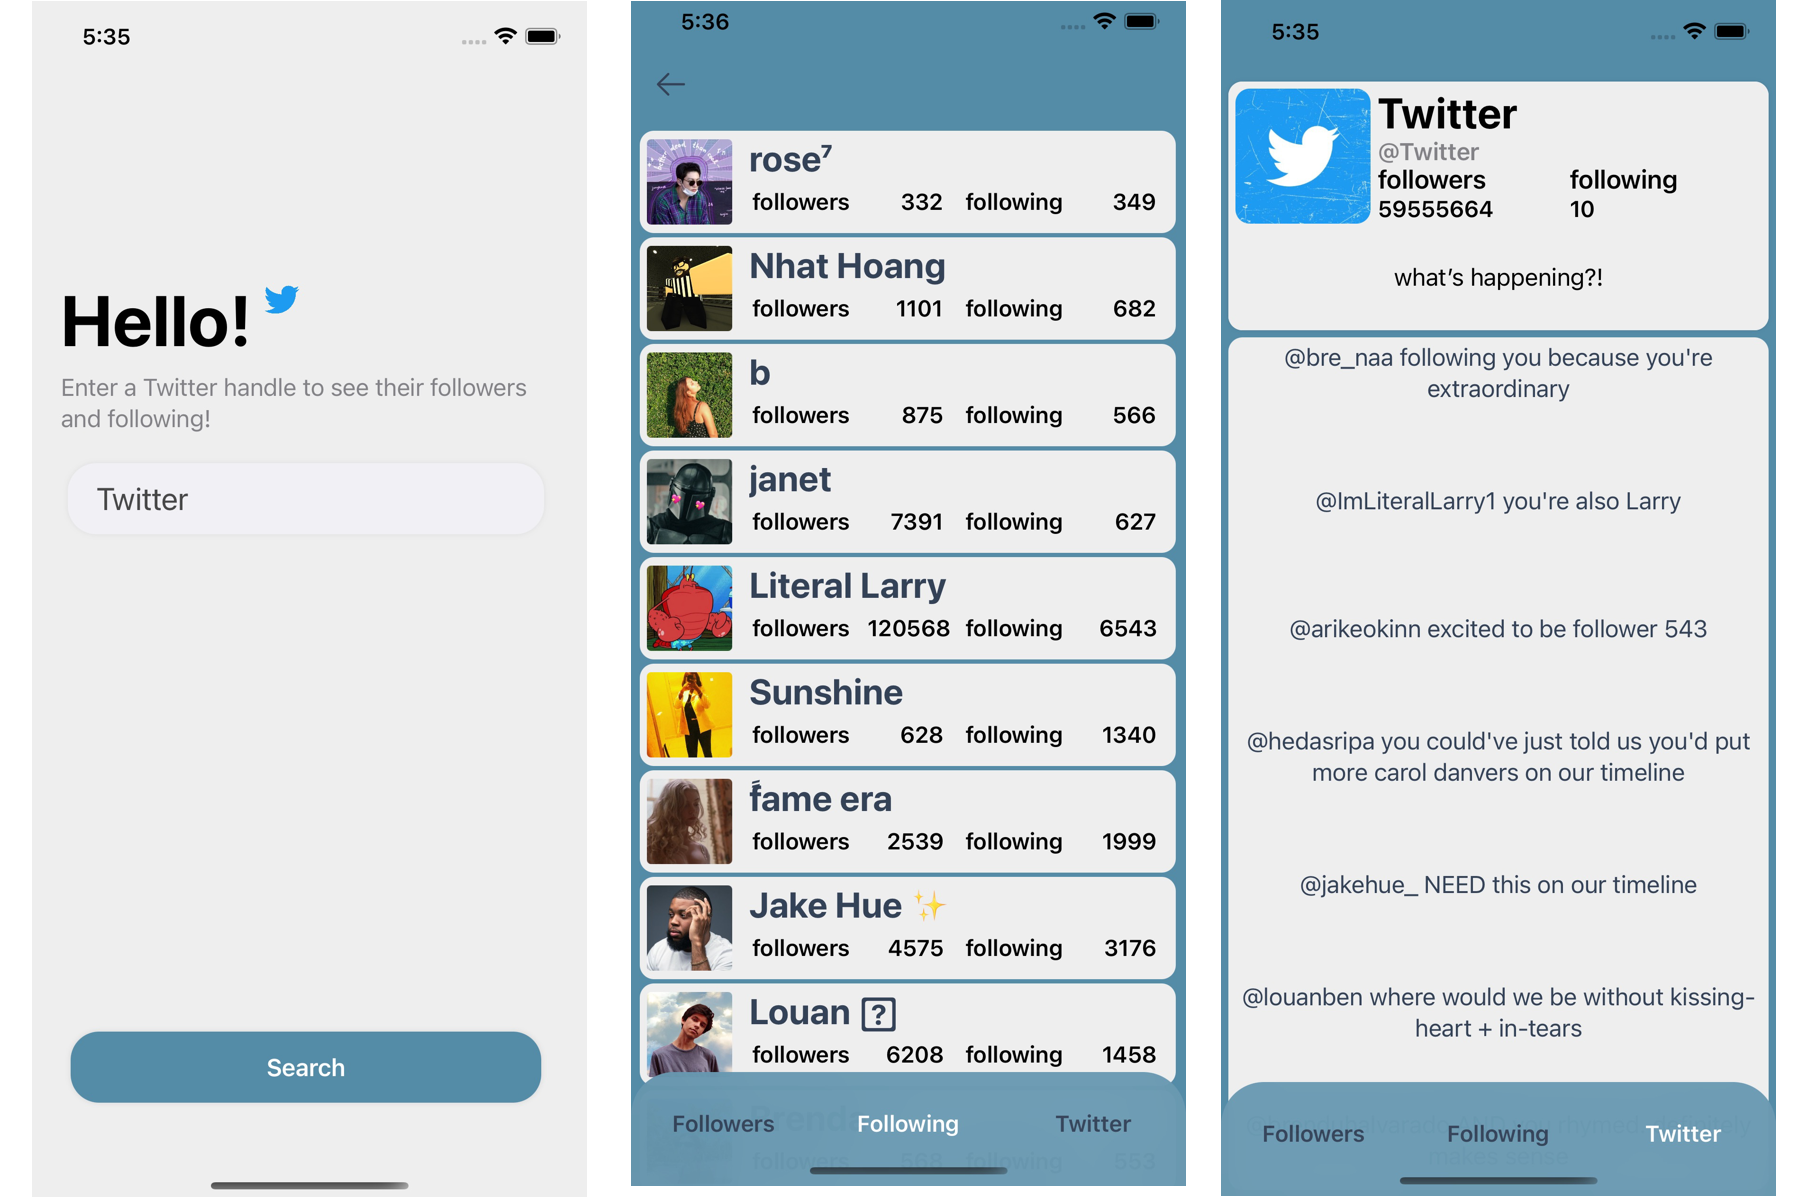 5:35
Hello!
Enter a Twitter handle to see their followers
and following!
Twitter
Search
5:36
rose⁷
followers 332 following 349
Nhat Hoang
followers 1101 following 682
b
followers 875 following 566
janet
followers 7391 following 627
Literal Larry
followers 120568 following 6543
Sunshine
followers 628 following 1340
fame era
followers 2539 following 1999
Jake Hue ✨
followers 4575 following 3176
Louan
followers 6208 following 1458
Brenda
followers 568 following 553
Followers Following Twitter
5:35
Twitter
@Twitter
followers following
59555664 10
what’s happening?!
@bre_naa following you because you're
extraordinary
@ImLiteralLarry1 you're also Larry
@arikeokinn excited to be follower 543
@hedasripa you could've just told us you'd put
more carol danvers on our timeline
@jakehue_ NEED this on our timeline
@louanben where would we be without kissing-
heart + in-tears
makes sense
Followers Following Twitter